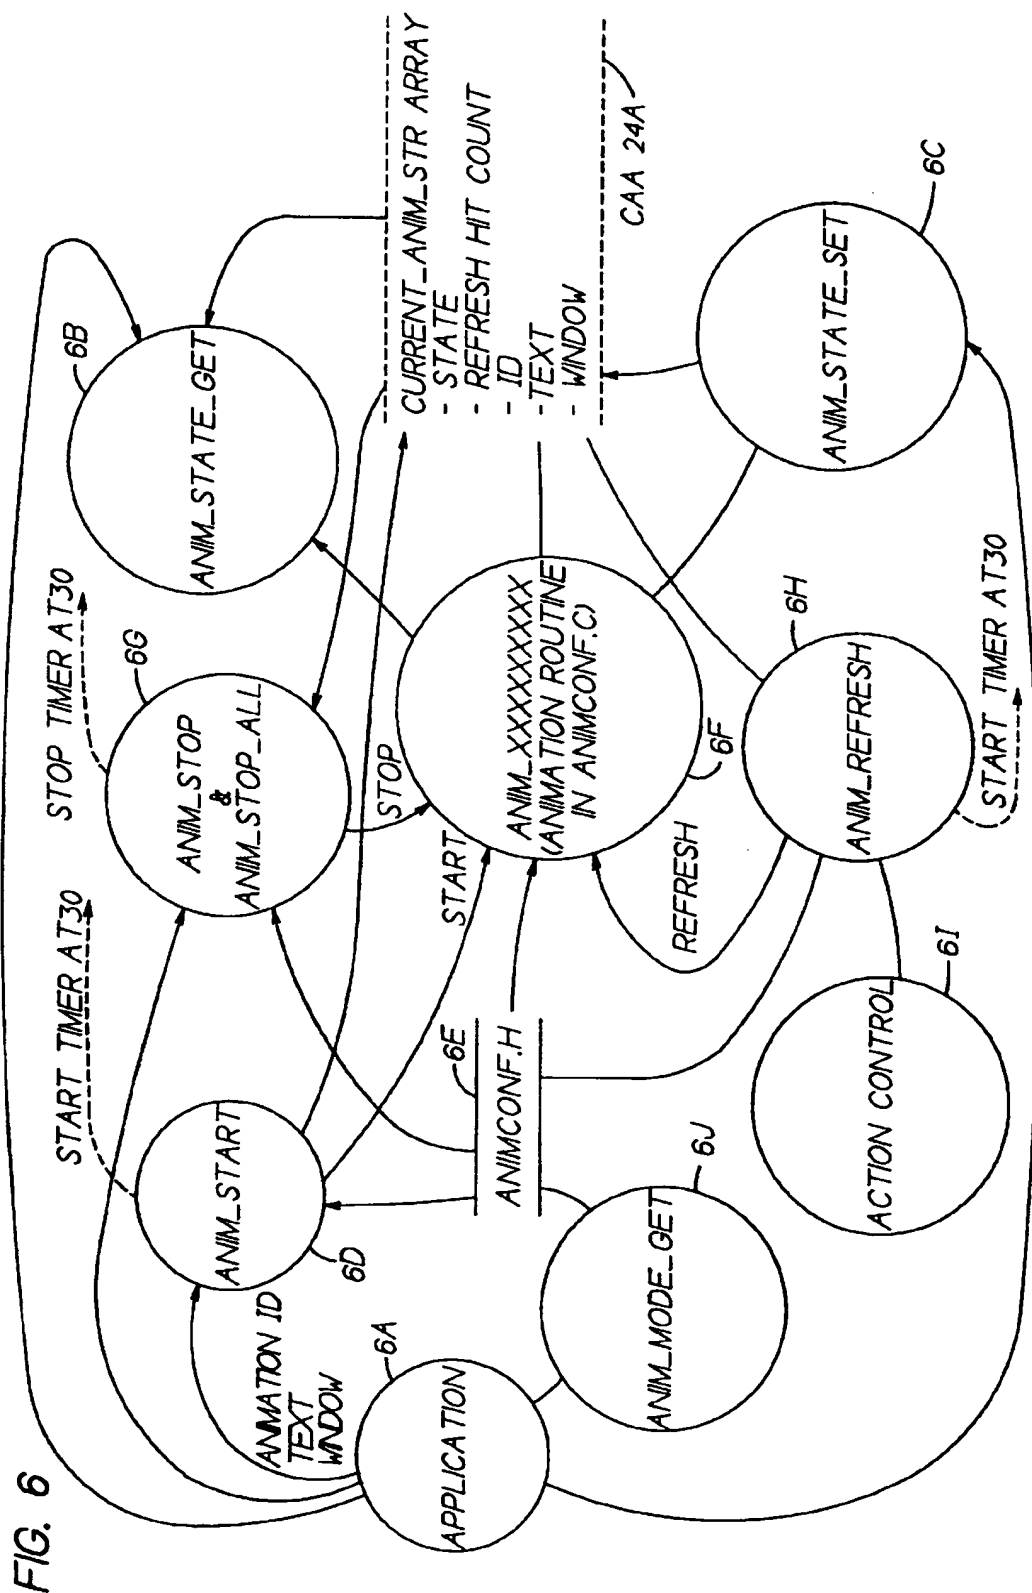 FIG. 6
START TIMER AT30
STOP TIMER AT30
6B
6G
ANIM_STATE_GET
ANIM_STOP
&
ANIM_STOP_ALL
ANIM_START
6D
ANIMATION ID
TEXT
WINDOW
6A
APPLICATION
STOP
START
CURRENT_ANIM_STR ARRAY
- STATE
- REFRESH HIT COUNT
- ID
- TEXT
- WINDOW
CAA 24A
6E
ANIMCONF.H
ANIM_XXXXXXXXX
(ANIMATION ROUTINE
IN ANIMCONF.C)
6F
REFRESH
6J
ANIM_MODE_GET
6H
ANIM_REFRESH
6C
ANIM_STATE_SET
START TIMER AT30
6I
ACTION CONTROL